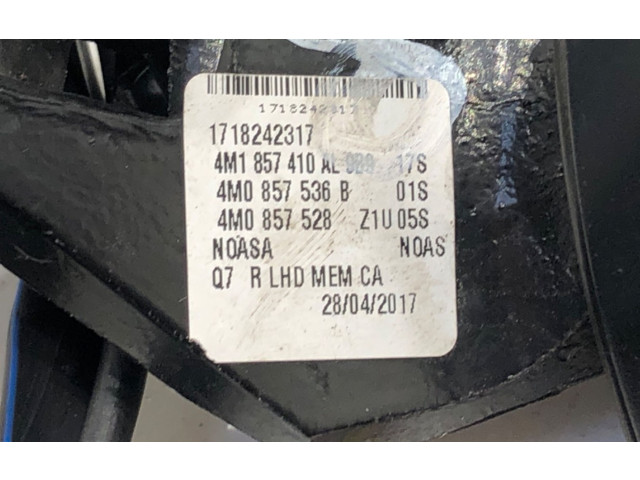 1718242317
1718242317
4M1 857 410 AL 9B9 17S
4M0 857 536 B 01S
4M0 857 528 Z1U 05S
NOASA NOAS
Q7 R LHD MEM CA
28/04/2017